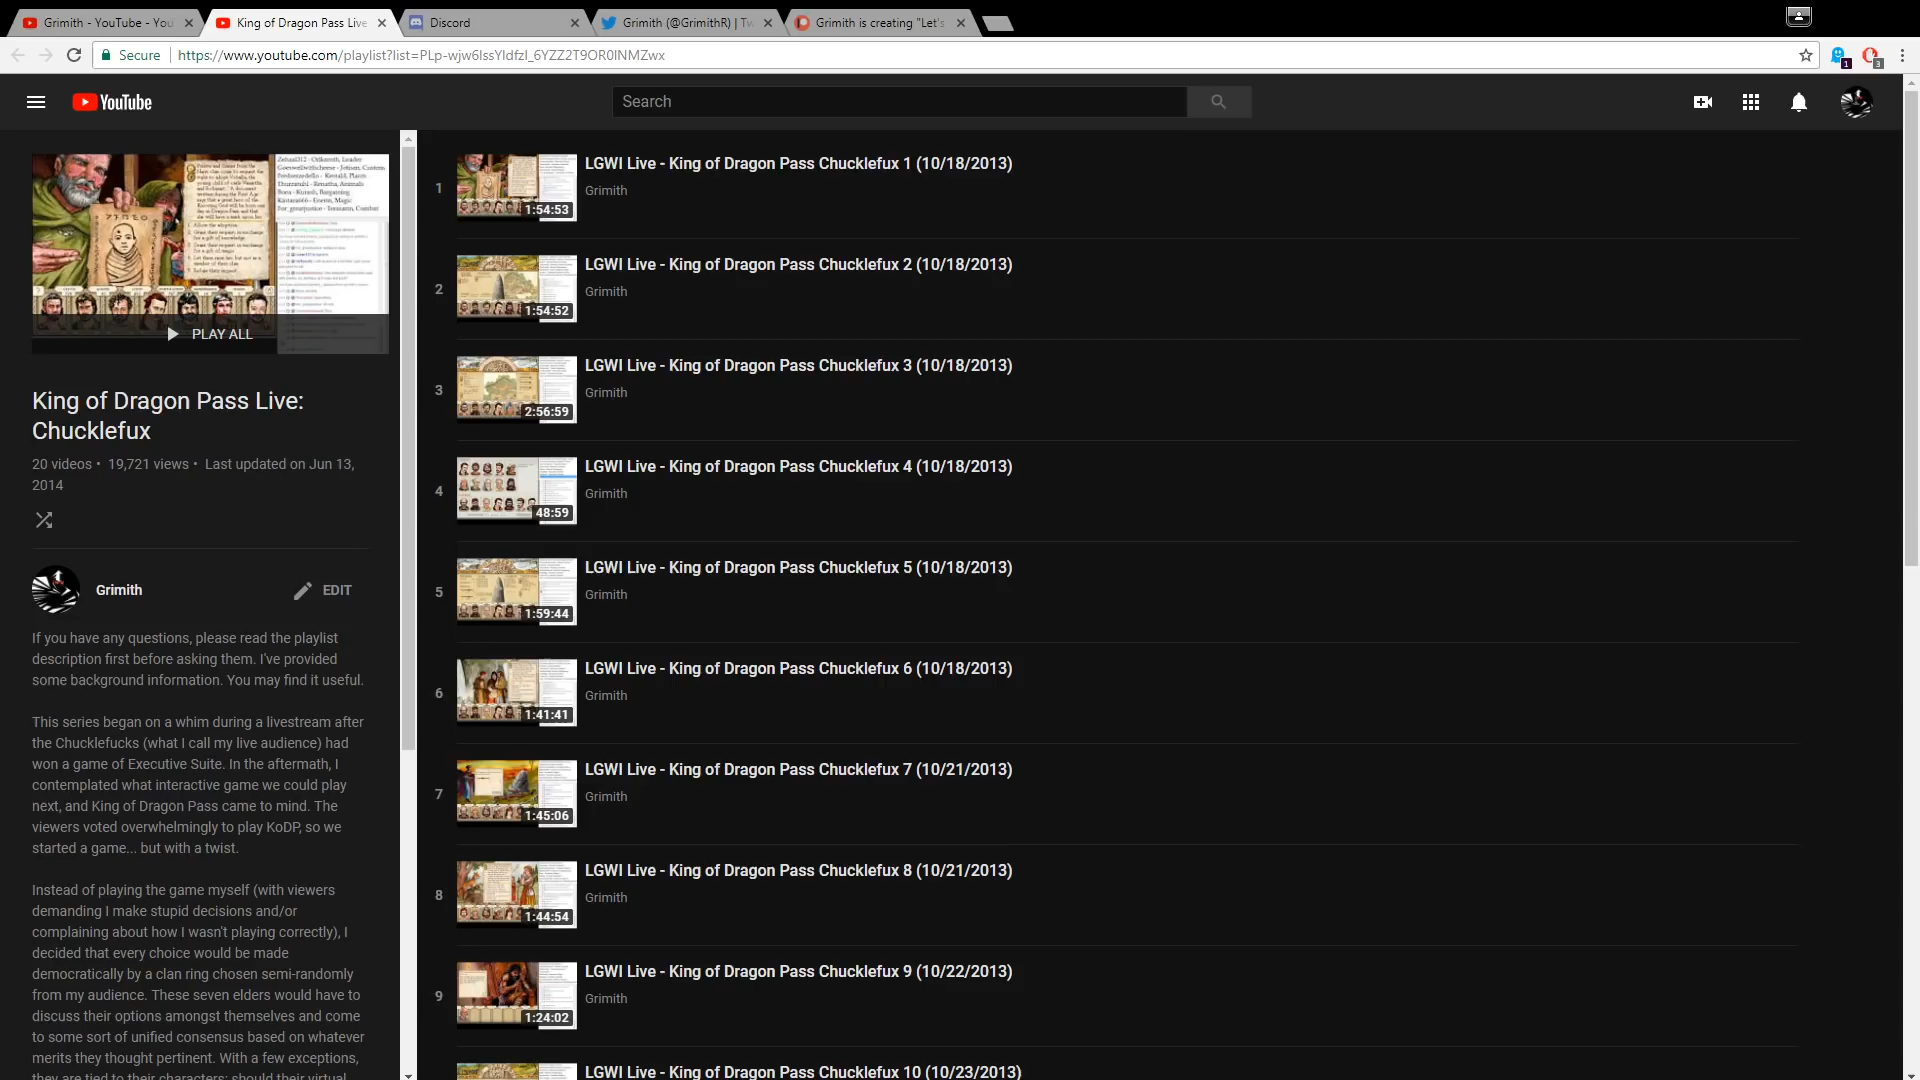 Grimith - YouTube - You
King of Dragon Pass Live
Discord
Grimith (@GrimithR) | Tw
Grimith is creating "Let's
Secure
https://www.youtube.com/playlist?list=PLp-wjw6IssYldfzl_6YZZ2T9OR0lNMZwx
1
3
YouTube
Search
PLAY ALL
King of Dragon Pass Live:
Chucklefux
20 videos • 19,721 views • Last updated on Jun 13,
2014
Grimith
EDIT
If you have any questions, please read the playlist
description first before asking them. I've provided
some background information. You may find it useful.
This series began on a whim during a livestream after
the Chucklefucks (what I call my live audience) had
won a game of Executive Suite. In the aftermath, I
contemplated what interactive game we could play
next, and King of Dragon Pass came to mind. The
viewers voted overwhelmingly to play KoDP, so we
started a game... but with a twist.
Instead of playing the game myself (with viewers
demanding I make stupid decisions and/or
complaining about how I wasn't playing correctly), I
decided that every choice would be made
democratically by a clan ring chosen semi-randomly
from my audience. These seven elders would have to
discuss their options amongst themselves and come
to some sort of unified consensus based on whatever
merits they thought pertinent. With a few exceptions,
they are tied to their characters; should their virtual
1
1:54:53
LGWI Live - King of Dragon Pass Chucklefux 1 (10/18/2013)
Grimith
2
1:54:52
LGWI Live - King of Dragon Pass Chucklefux 2 (10/18/2013)
Grimith
3
2:56:59
LGWI Live - King of Dragon Pass Chucklefux 3 (10/18/2013)
Grimith
4
48:59
LGWI Live - King of Dragon Pass Chucklefux 4 (10/18/2013)
Grimith
5
1:59:44
LGWI Live - King of Dragon Pass Chucklefux 5 (10/18/2013)
Grimith
6
1:41:41
LGWI Live - King of Dragon Pass Chucklefux 6 (10/18/2013)
Grimith
7
1:45:06
LGWI Live - King of Dragon Pass Chucklefux 7 (10/21/2013)
Grimith
8
1:44:54
LGWI Live - King of Dragon Pass Chucklefux 8 (10/21/2013)
Grimith
9
1:24:02
LGWI Live - King of Dragon Pass Chucklefux 9 (10/22/2013)
Grimith
LGWI Live - King of Dragon Pass Chucklefux 10 (10/23/2013)